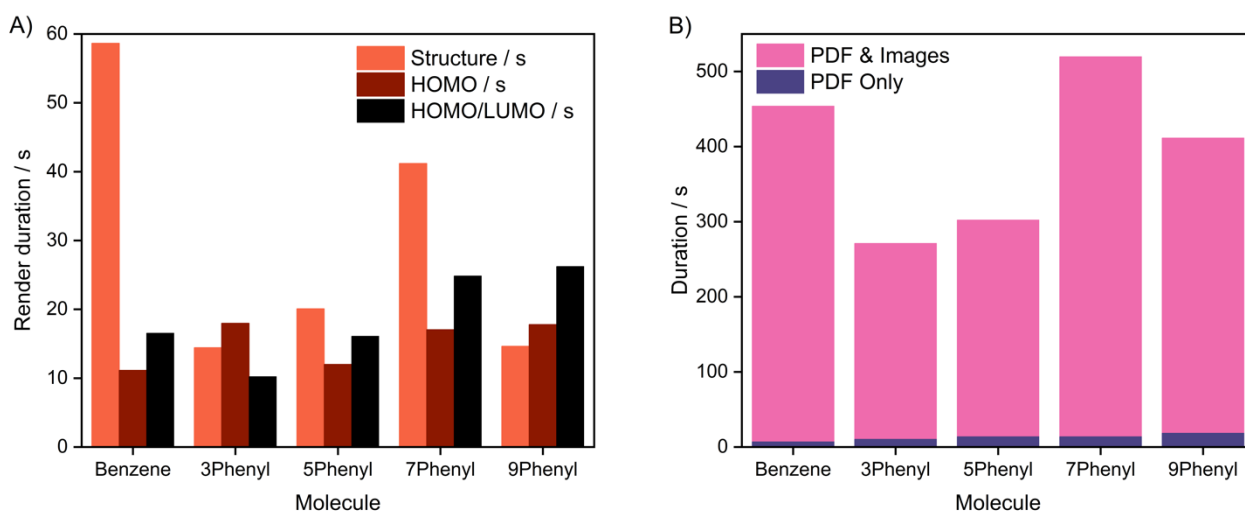 A)
60
50
40
30
20
10
0
Render duration / s
Structure / s
HOMO / s
HOMO/LUMO / s
Benzene 3Phenyl 5Phenyl 7Phenyl 9Phenyl
Molecule
B)
500
400
300
200
100
0
Duration / s
PDF & Images
PDF Only
Benzene 3Phenyl 5Phenyl 7Phenyl 9Phenyl
Molecule